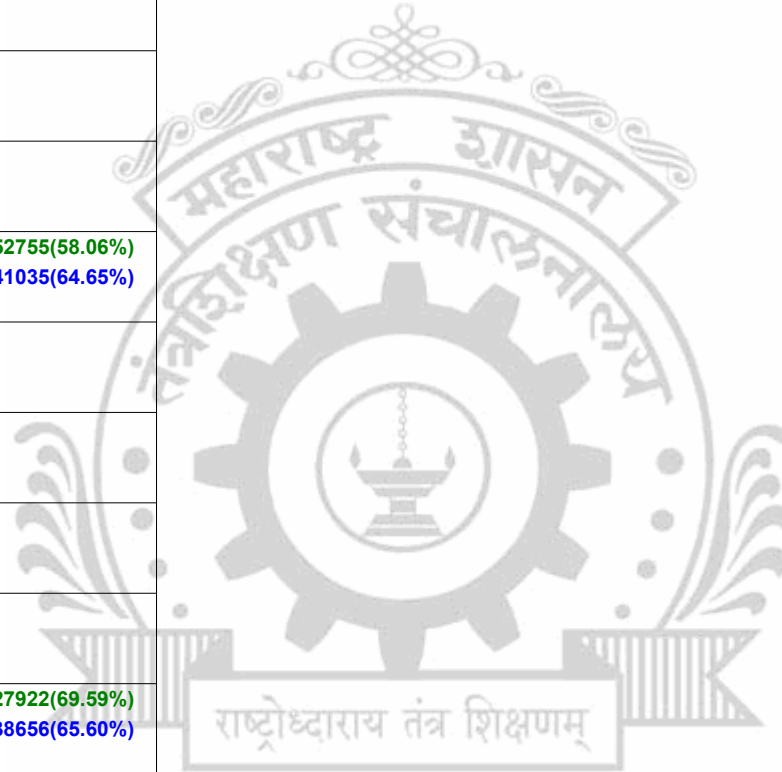 महाराष्ट्र शासन
तंत्रशिक्षण संचालनालय
52755(58.06%)
41035(64.65%)
27922(69.59%)
38656(65.60%)
राष्ट्रोध्दाराय तंत्र शिक्षणम्